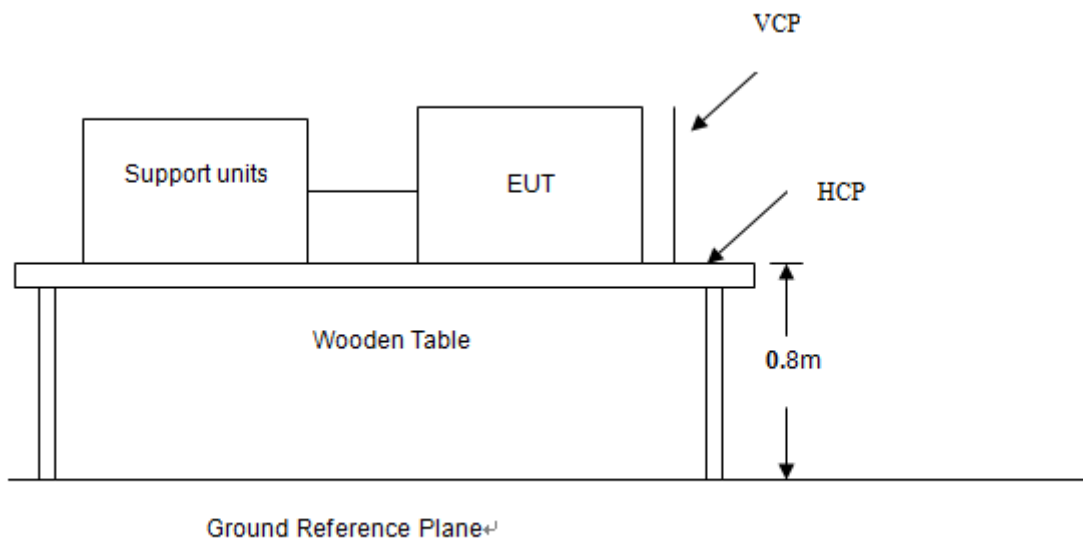 VCP
Support units
EUT
HCP
Wooden Table
0.8m
Ground Reference Plane↵